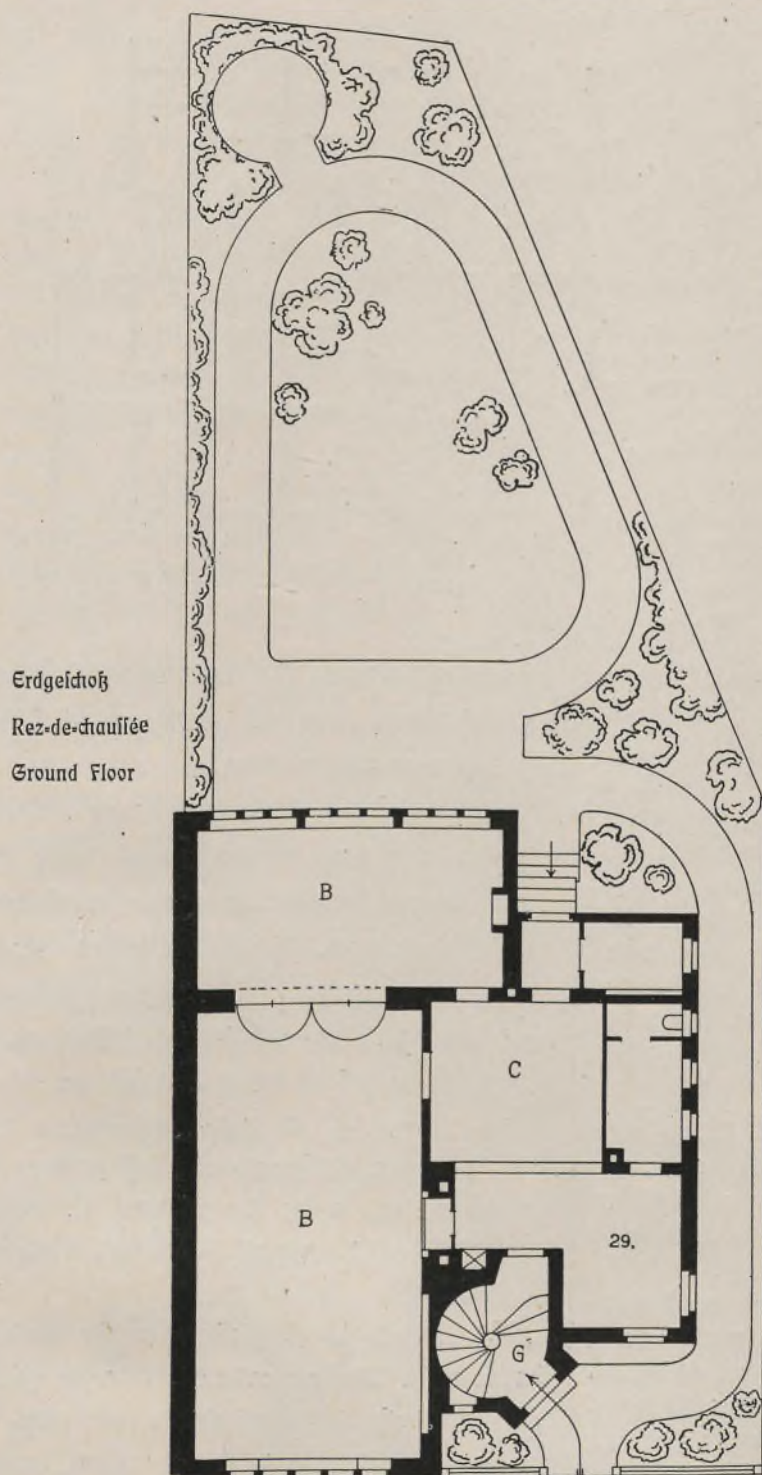 Erdgeschoß
Rez=de=chaussée
Ground Floor
B
C
B
29.
G